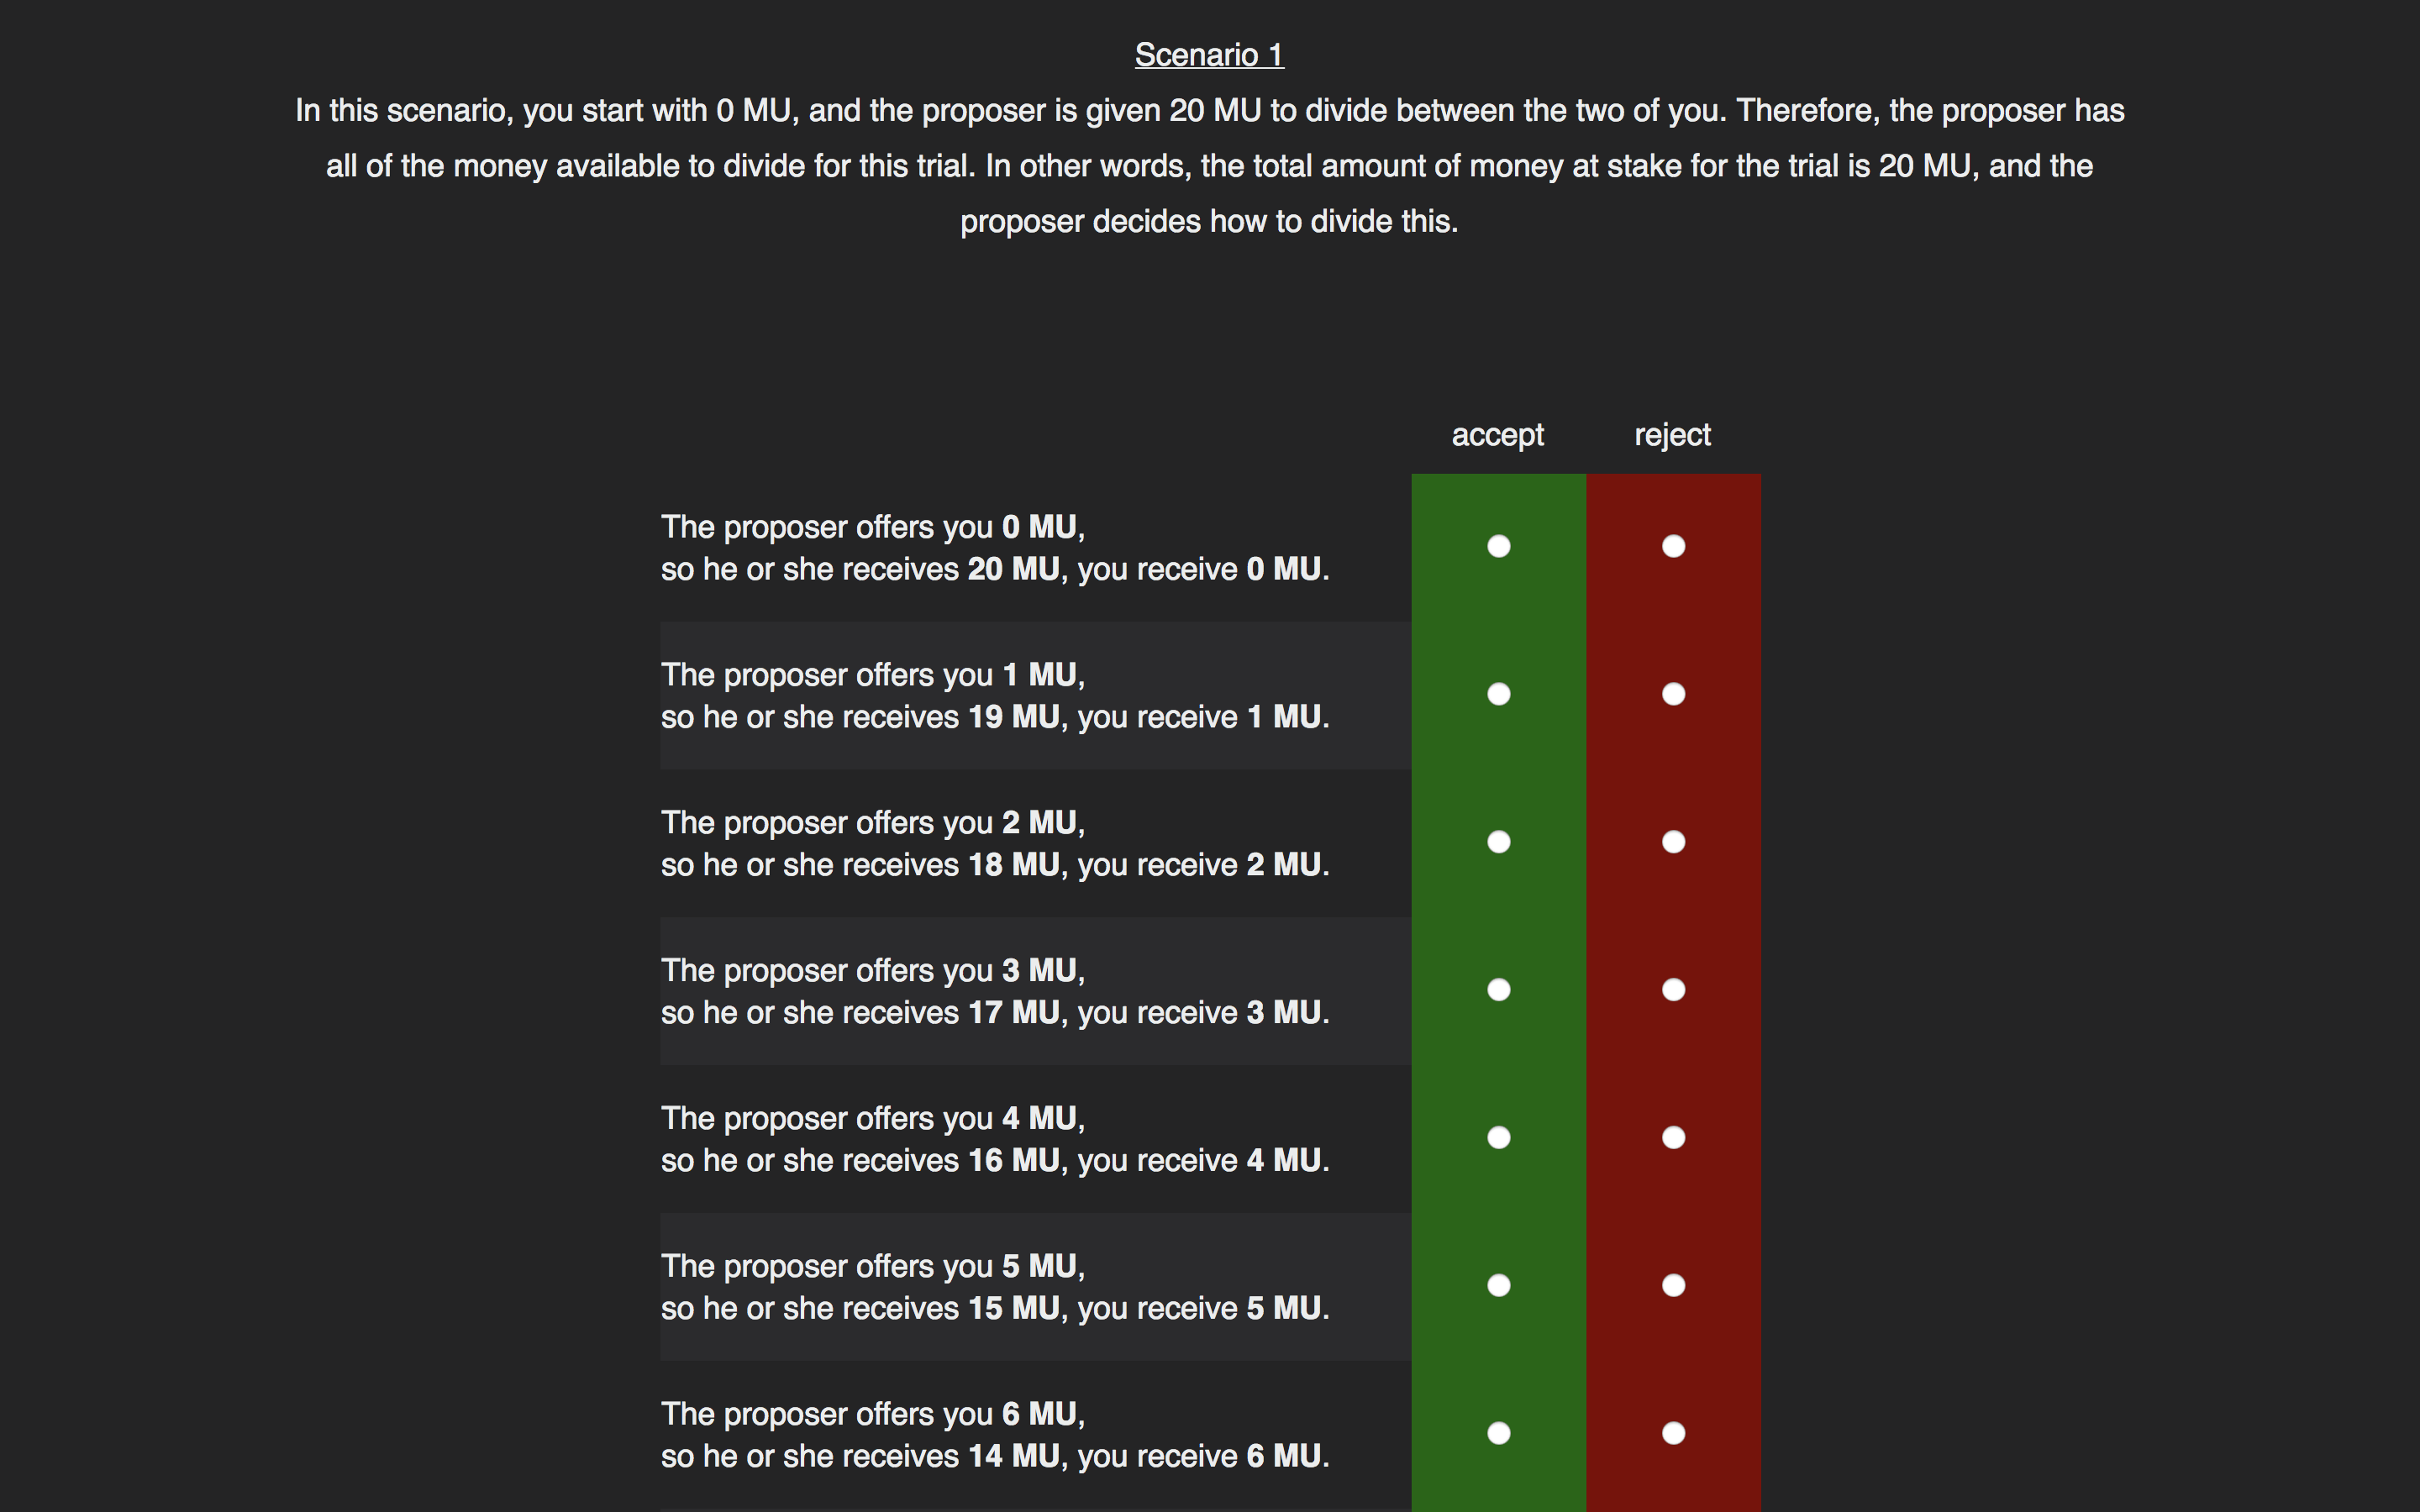 Scenario 1
In this scenario, you start with 0 MU, and the proposer is given 20 MU to divide between the two of you. Therefore, the proposer has
all of the money available to divide for this trial. In other words, the total amount of money at stake for the trial is 20 MU, and the
proposer decides how to divide this.
accept reject
The proposer offers you 0 MU,
so he or she receives 20 MU, you receive 0 MU.
The proposer offers you 1 MU,
so he or she receives 19 MU, you receive 1 MU.
The proposer offers you 2 MU,
so he or she receives 18 MU, you receive 2 MU.
The proposer offers you 3 MU,
so he or she receives 17 MU, you receive 3 MU.
The proposer offers you 4 MU,
so he or she receives 16 MU, you receive 4 MU.
The proposer offers you 5 MU,
so he or she receives 15 MU, you receive 5 MU.
The proposer offers you 6 MU,
so he or she receives 14 MU, you receive 6 MU.